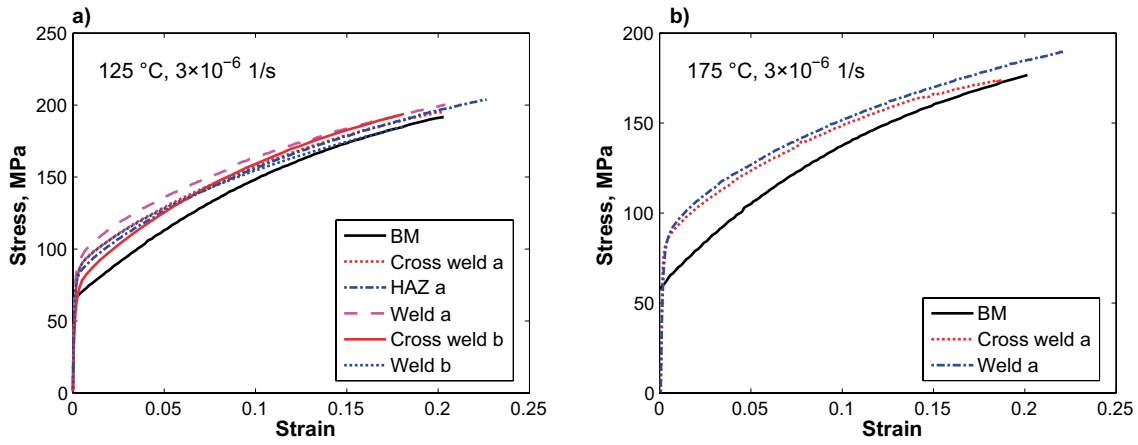 a)
125 °C, 3×10⁻⁶ 1/s
Stress, MPa
250
200
150
100
50
0
0
0.05
0.1
0.15
0.2
0.25
Strain
BM
Cross weld a
HAZ a
Weld a
Cross weld b
Weld b
b)
175 °C, 3×10⁻⁶ 1/s
Stress, MPa
200
150
100
50
0
0
0.05
0.1
0.15
0.2
0.25
Strain
BM
Cross weld a
Weld a